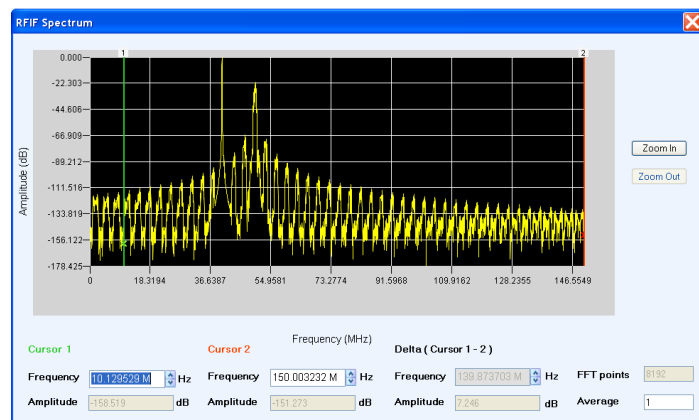 RFIF Spectrum
1
2
0.000
-22.303
-44.606
-66.909
-89.212
-111.516
-133.819
-156.122
-178.425
Amplitude (dB)
0 18.3194 36.6387 54.9581 73.2774 91.5968 109.9162 128.2355 146.5549
Frequency (MHz)
Zoom In
Zoom Out
Cursor 1
Frequency 10.129529 M Hz
Amplitude -158.519 dB
Cursor 2
Frequency 150.003232 M Hz
Amplitude -151.273 dB
Delta ( Cursor 1 - 2 )
Frequency 139.873703 M Hz
Amplitude 7.246 dB
FFT points 8192
Average 1